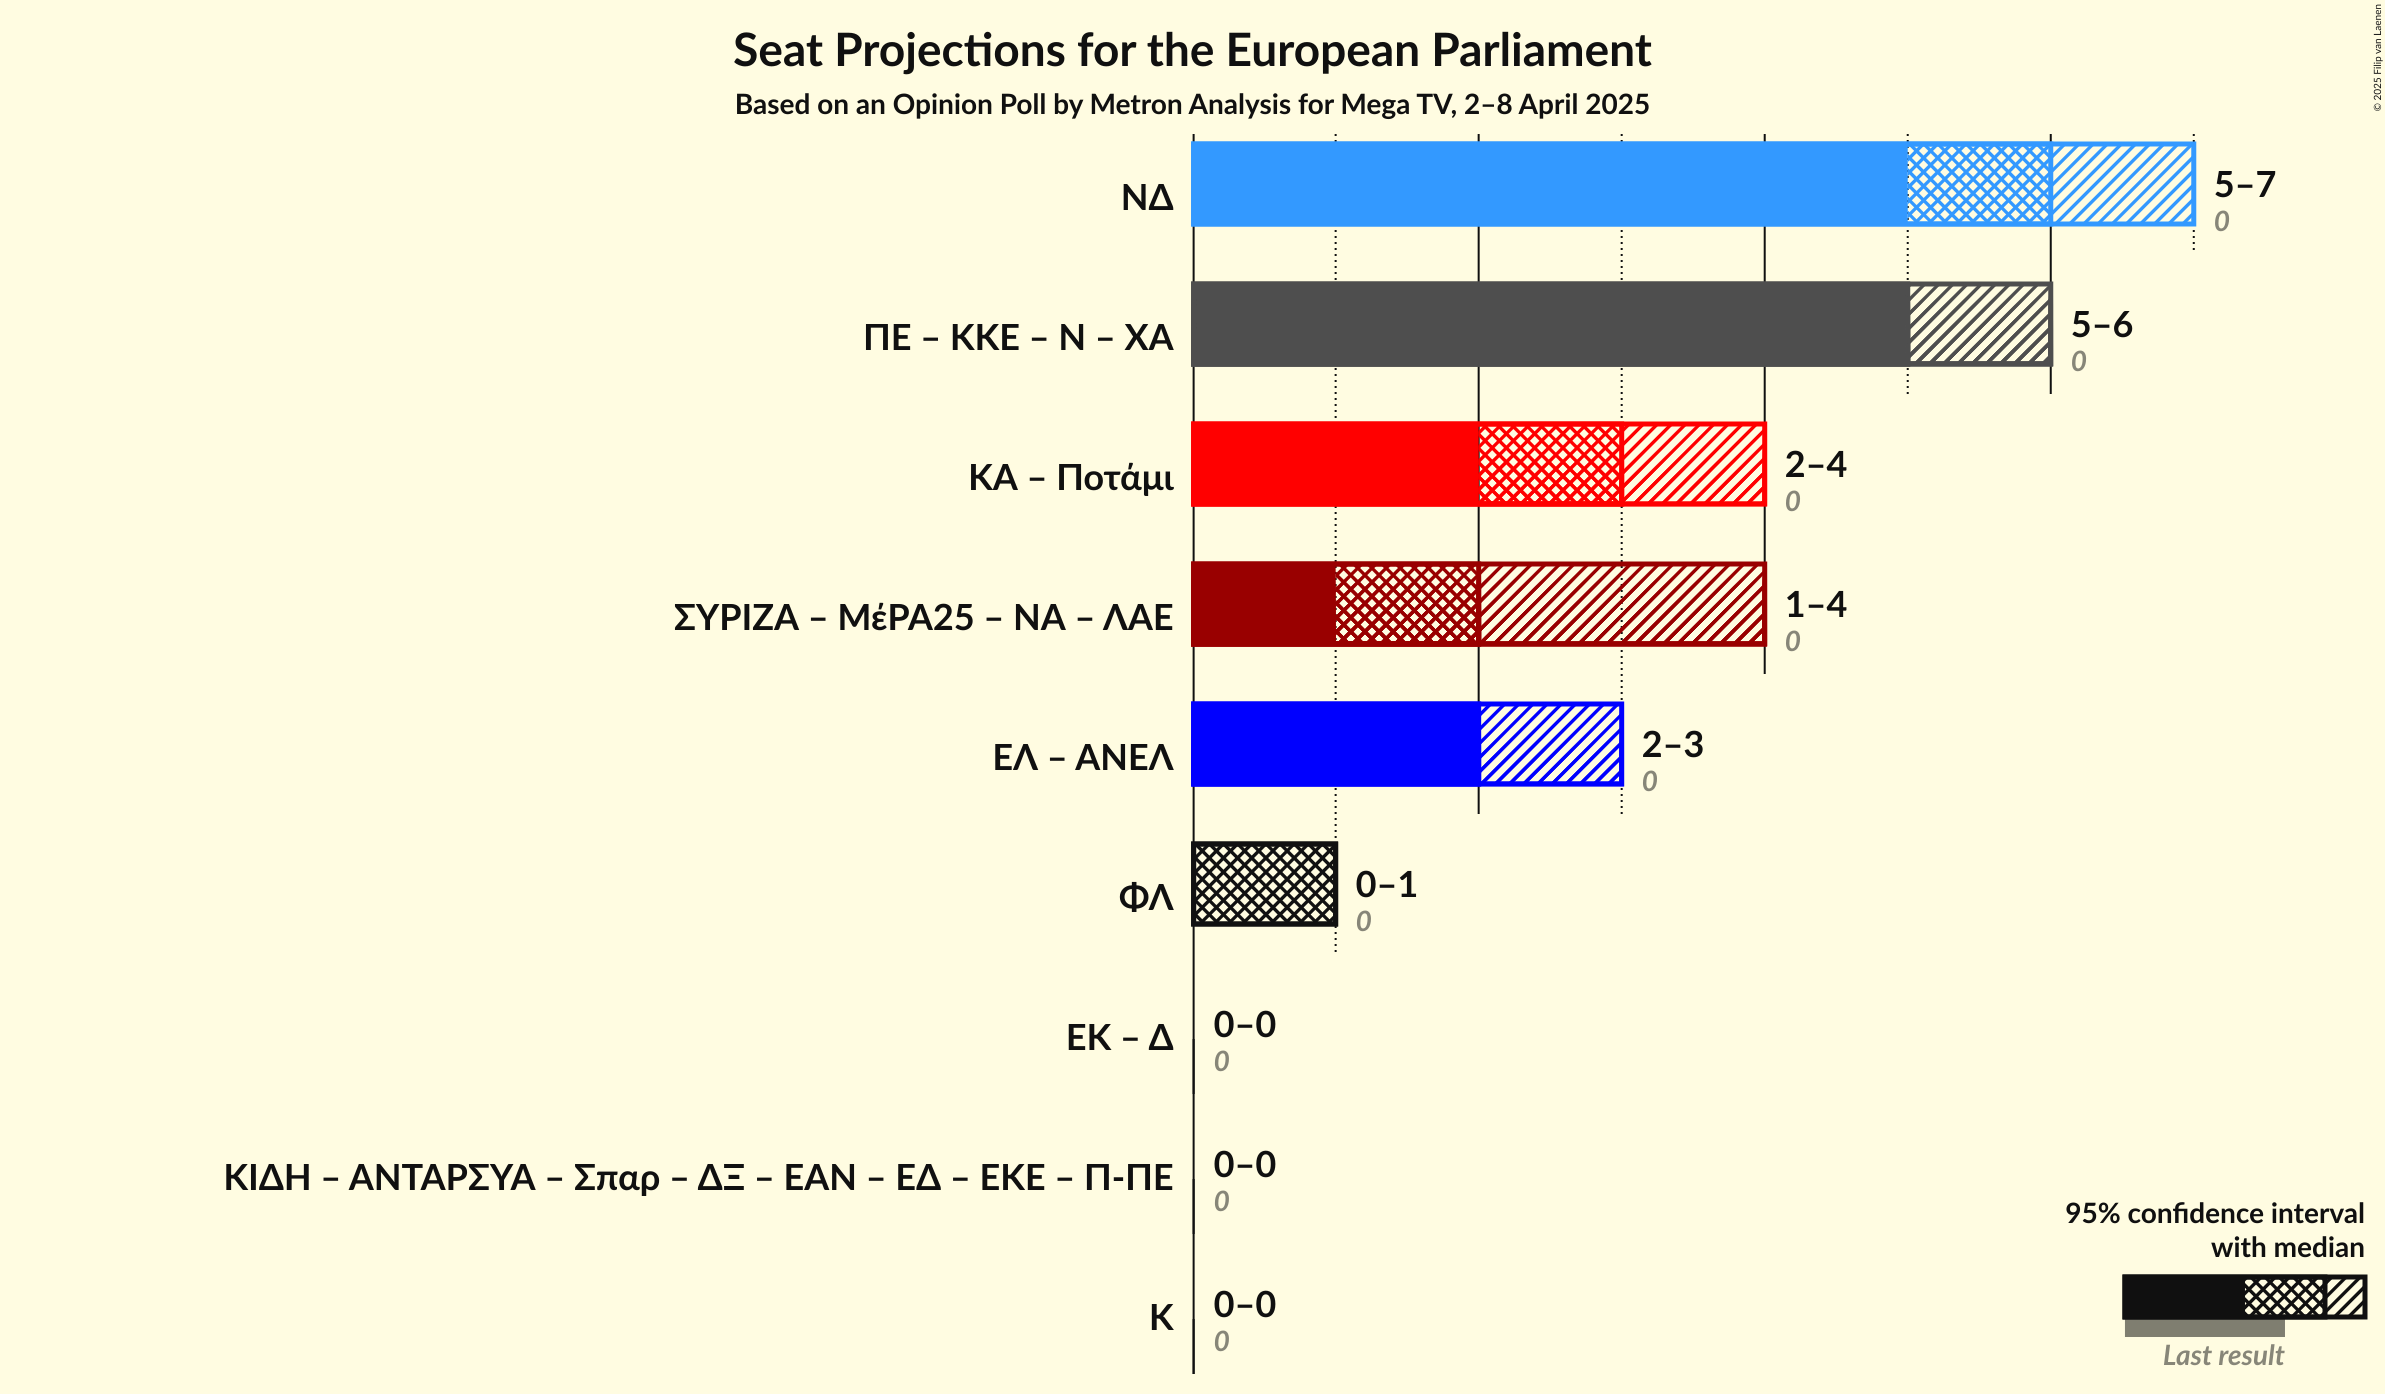 Seat Projections for the European Parliament
Based on an Opinion Poll by Metron Analysis for Mega TV, 2–8 April 2025
© 2025 Filip van Laenen
ΝΔ
5–7
0
ΠΕ – ΚΚΕ – Ν – ΧΑ
5–6
0
ΚΑ – Ποτάμι
2–4
0
ΣΥΡΙΖΑ – ΜέΡΑ25 – ΝΑ – ΛΑΕ
1–4
0
ΕΛ – ΑΝΕΛ
2–3
0
ΦΛ
0–1
0
ΕΚ – Δ
0–0
0
ΚΙΔΗ – ΑΝΤΑΡΣΥΑ – Σπαρ – ΔΞ – ΕΑΝ – ΕΔ – ΕΚΕ – Π-ΠΕ
0–0
0
Κ
0–0
0
95% confidence interval
with median
Last result